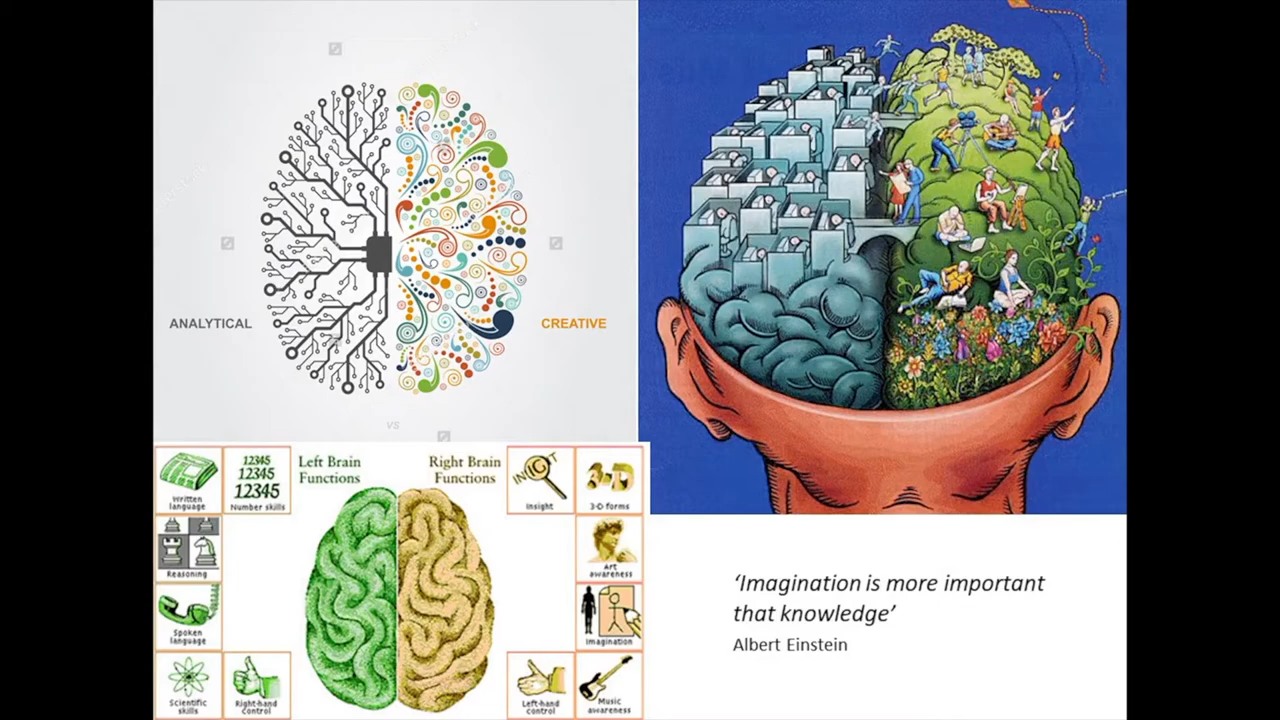 ANALYTICAL
CREATIVE
VS
Left Brain
Functions
Right Brain
Functions
Written
language
12345
12345
12345
Number skills
Reasoning
Spoken
language
Scientific
skills
Right-hand
control
INSIGT
Insight
3-D
3-D forms
Art
awareness
Imagination
Left-hand
control
Music
awareness
‘Imagination is more important
that knowledge’
Albert Einstein